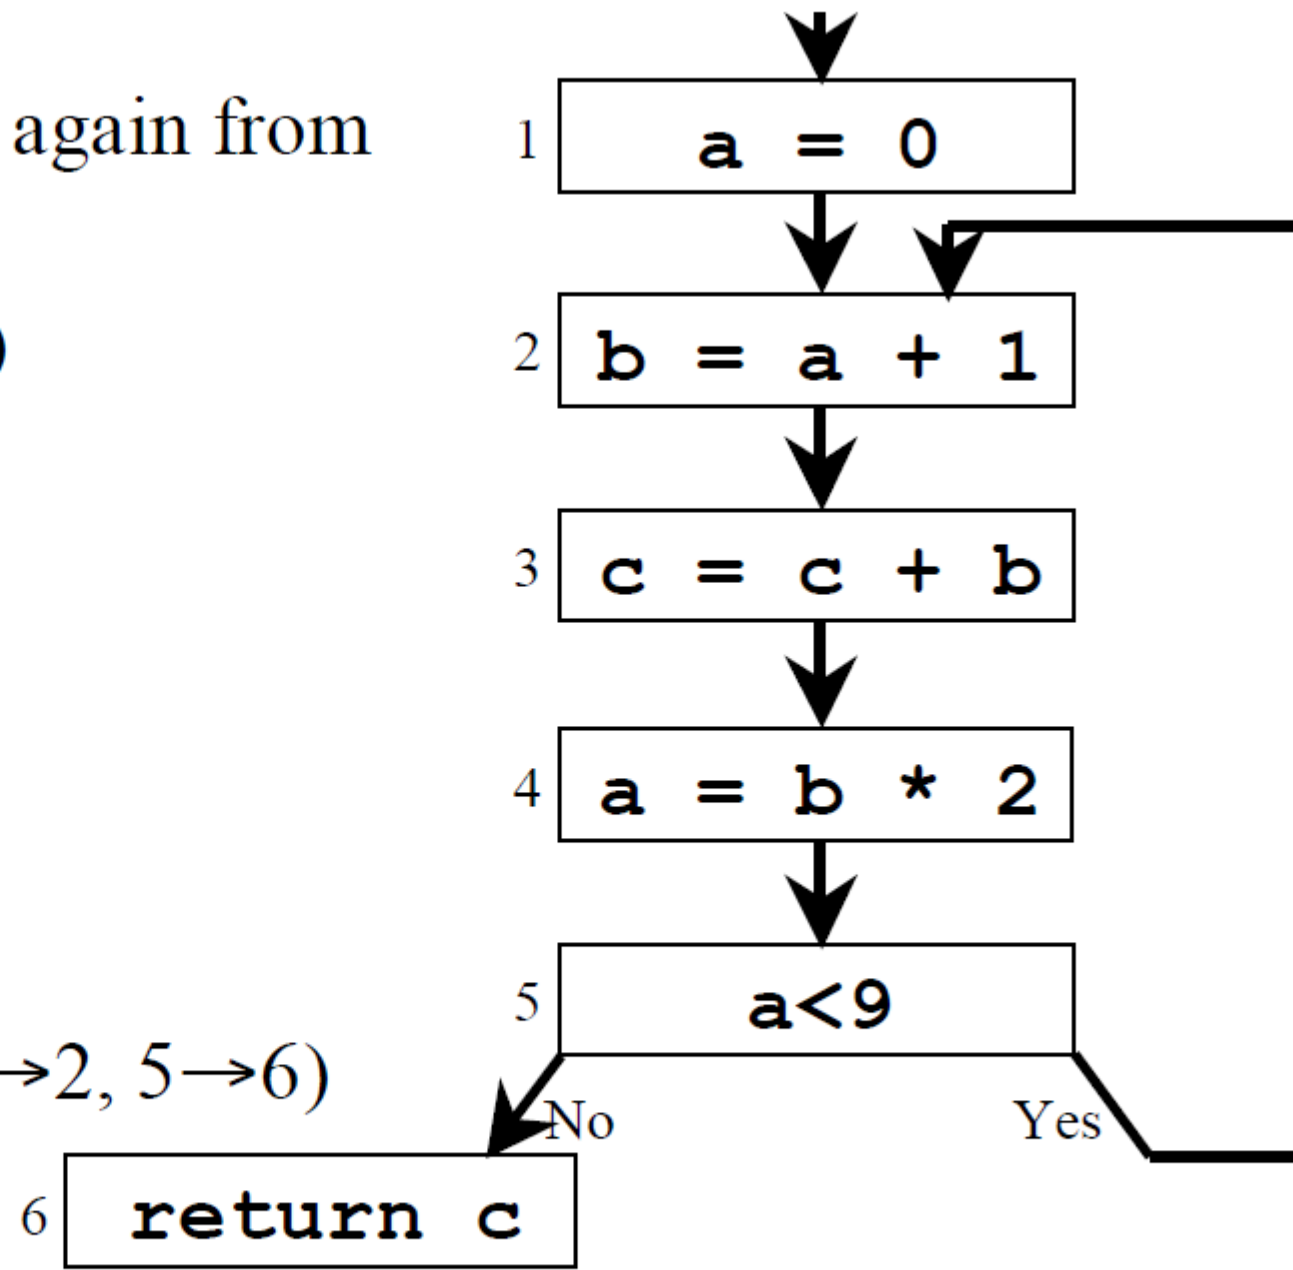 again from
1 a = 0
)
2 b = a + 1
3 c = c + b
4 a = b * 2
5 a<9
→2, 5→6)
No Yes
6 return c